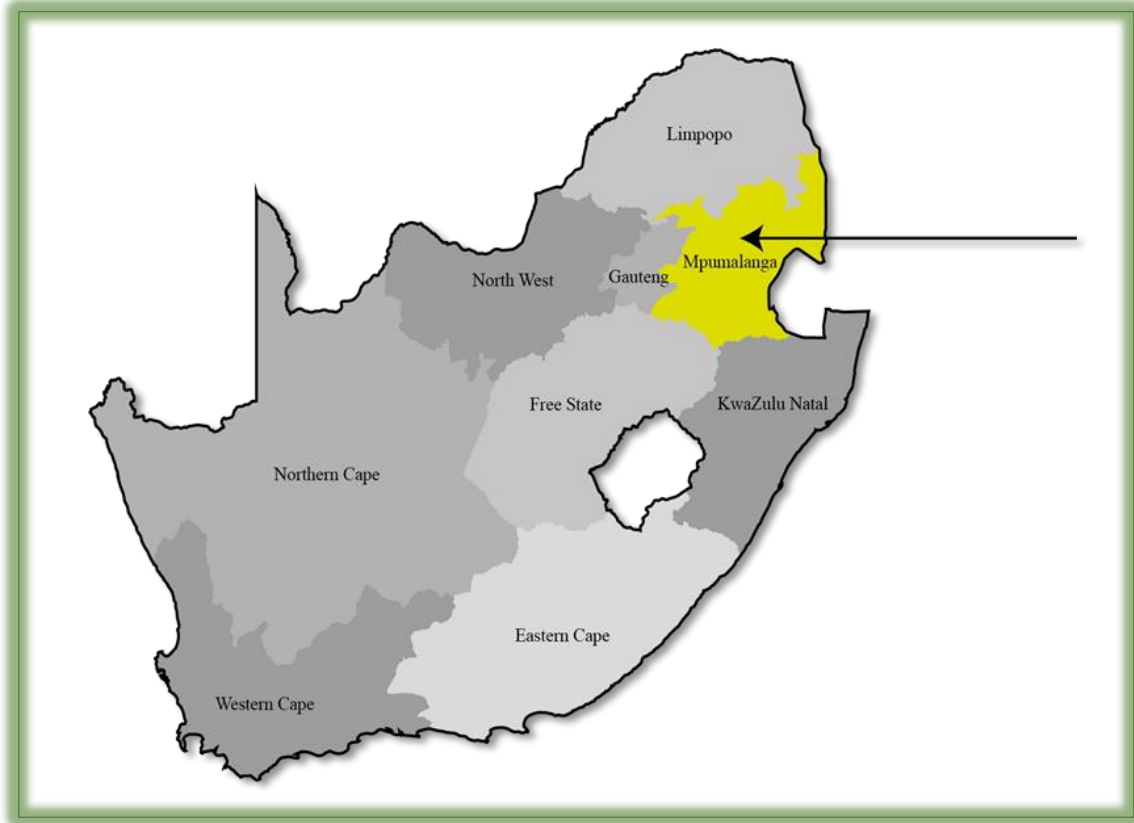 Limpopo
Mpumalanga
Gauteng
North West
Free State
KwaZulu Natal
Northern Cape
Eastern Cape
Western Cape